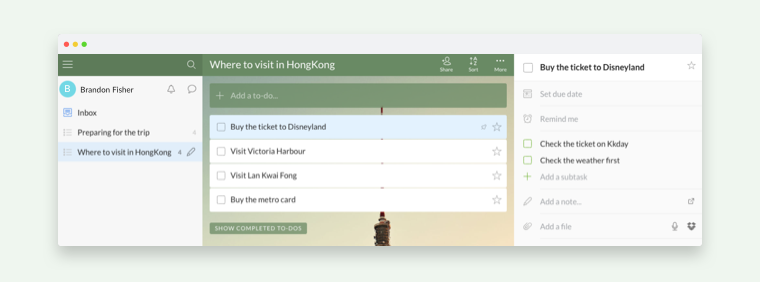 Where to visit in HongKong
Share
Sort
More
B
Brandon Fisher
Inbox
Preparing for the trip 4
Where to visit in HongKong 4
Add a to-do...
Buy the ticket to Disneyland
Visit Victoria Harbour
Visit Lan Kwai Fong
Buy the metro card
SHOW COMPLETED TO-DOS
Buy the ticket to Disneyland
Set due date
Remind me
Check the ticket on Kkday
Check the weather first
Add a subtask
Add a note...
Add a file